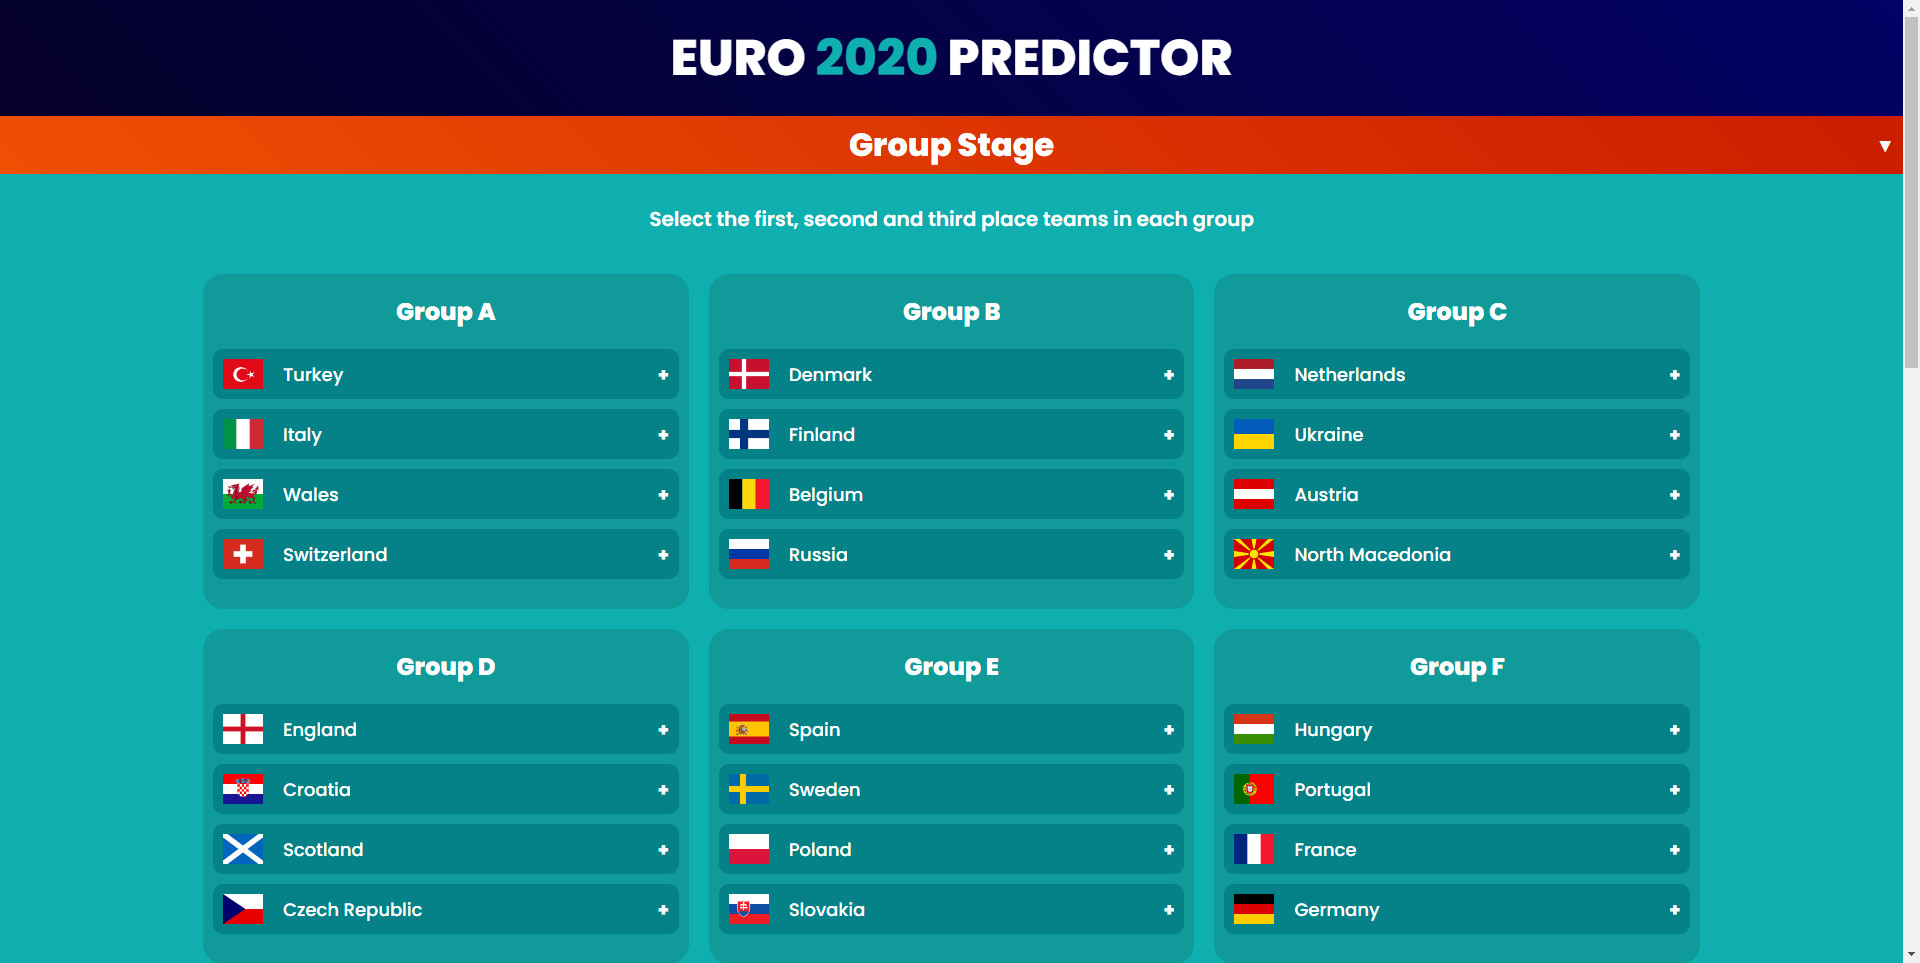 EURO 2020 PREDICTOR
Group Stage
Select the first, second and third place teams in each group
Group A
Turkey
Italy
Wales
Switzerland
Group B
Denmark
Finland
Belgium
Russia
Group C
Netherlands
Ukraine
Austria
North Macedonia
Group D
England
Croatia
Scotland
Czech Republic
Group E
Spain
Sweden
Poland
Slovakia
Group F
Hungary
Portugal
France
Germany